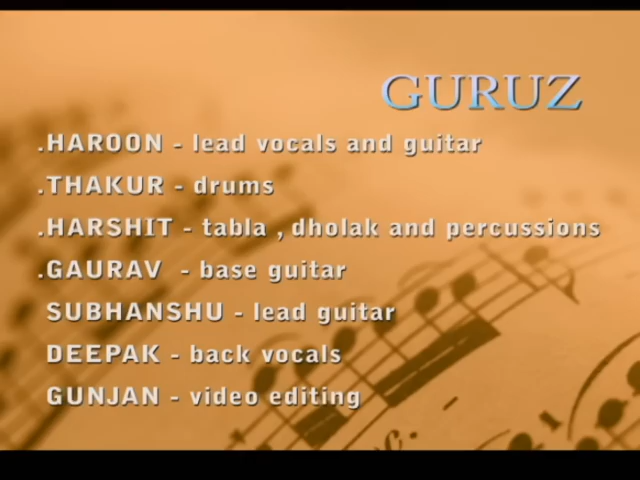 GURUZ
.HAROON - lead vocals and guitar
.THAKUR - drums
.HARSHIT - tabla , dholak and percussions
.GAURAV - base guitar
SUBHANSHU - lead guitar
DEEPAK - back vocals
GUNJAN - video editing